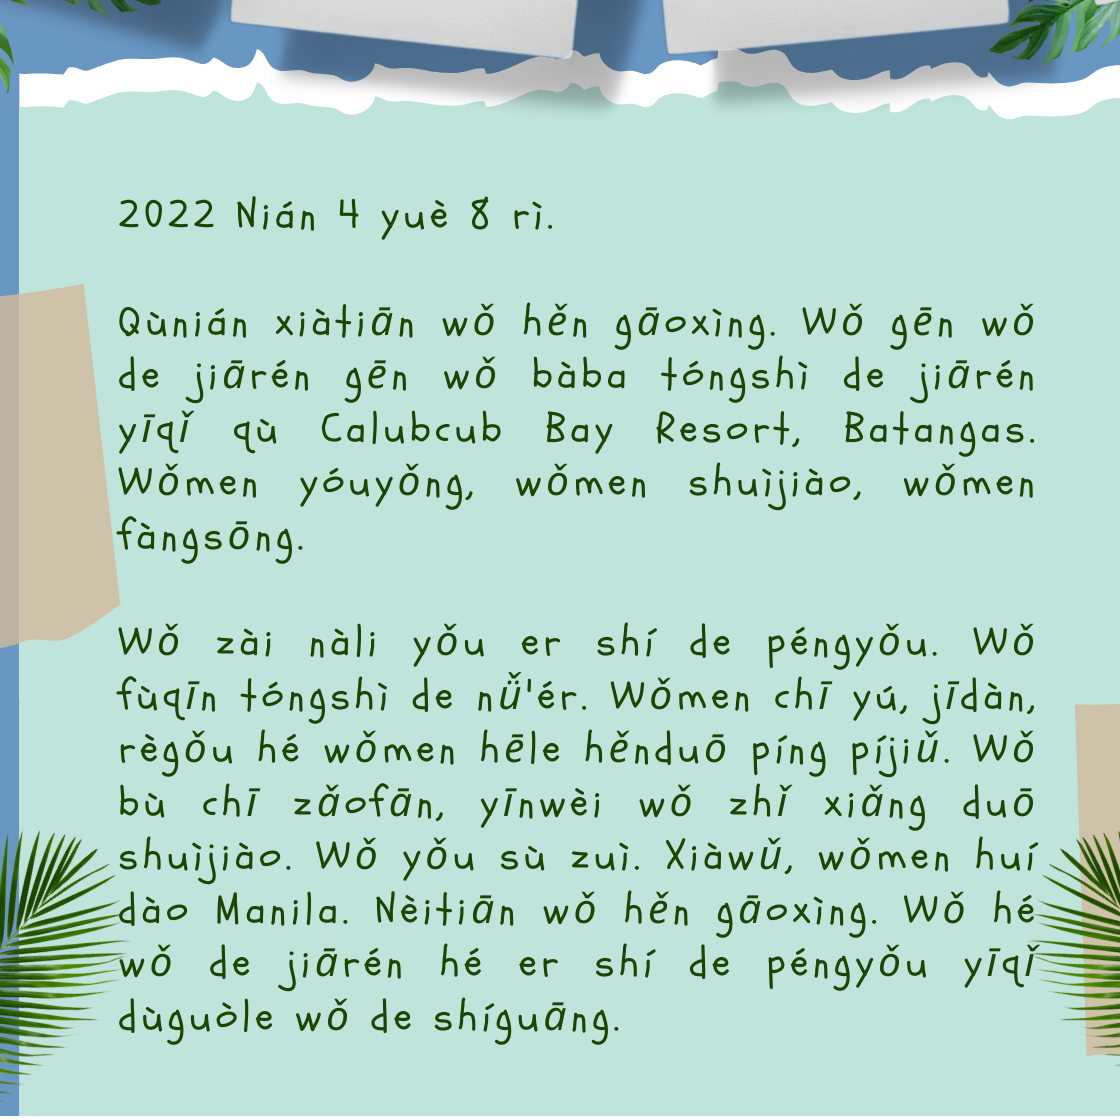 2022 Nián 4 yuè 8 rì.
Qùnián xiàtiān wǒ hěn gāoxìng. Wǒ gēn wǒ
de jiārén gēn wǒ bàba tóngshì de jiārén
yīqǐ qù Calubcub Bay Resort, Batangas.
Wǒmen yóuyǒng, wǒmen shuìjiào, wǒmen
fàngsōng.
Wǒ zài nàli yǒu er shí de péngyǒu. Wǒ
fùqīn tóngshì de nǚ'ér. Wǒmen chī yú, jīdàn,
règǒu hé wǒmen hēle hěnduō píng píjiǔ. Wǒ
bù chī zǎofān, yīnwèi wǒ zhǐ xiǎng duō
shuìjiào. Wǒ yǒu sù zuì. Xiàwǔ, wǒmen huí
dào Manila. Nèitiān wǒ hěn gāoxìng. Wǒ hé
wǒ de jiārén hé er shí de péngyǒu yīqǐ
dùguòle wǒ de shíguāng.